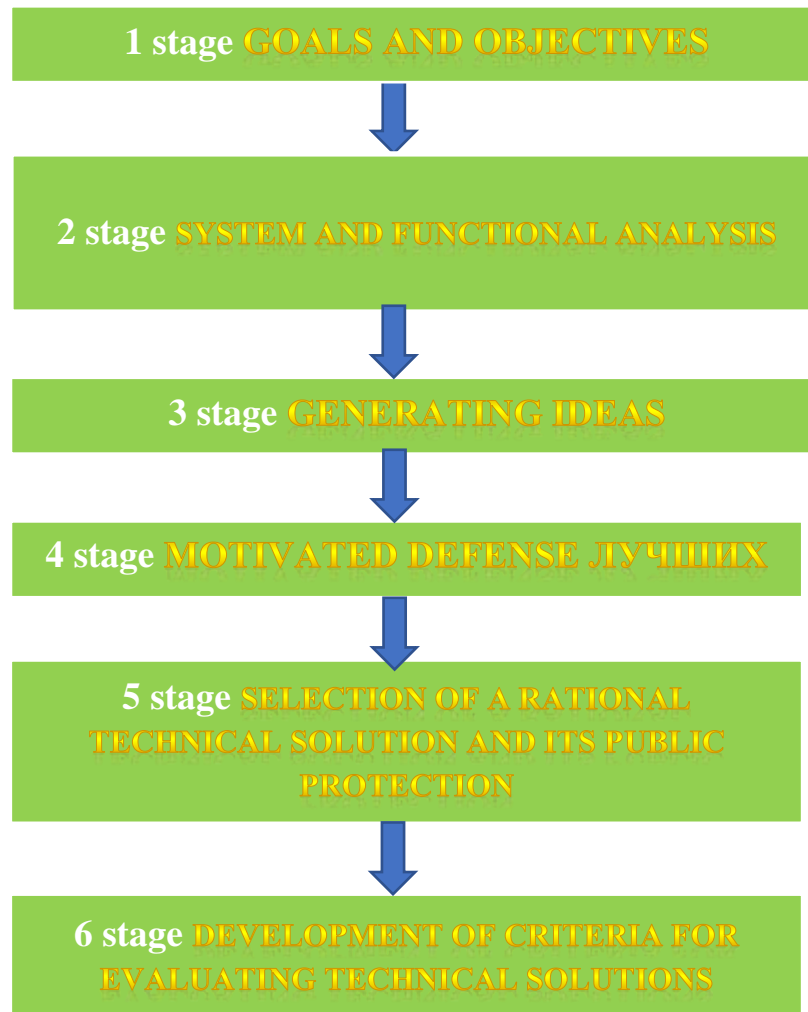 1 stage GOALS AND OBJECTIVES
2 stage SYSTEM AND FUNCTIONAL ANALYSIS
3 stage GENERATING IDEAS
4 stage MOTIVATED DEFENSE ЛУЧШИХ
5 stage SELECTION OF A RATIONAL
TECHNICAL SOLUTION AND ITS PUBLIC
PROTECTION
6 stage DEVELOPMENT OF CRITERIA FOR
EVALUATING TECHNICAL SOLUTIONS